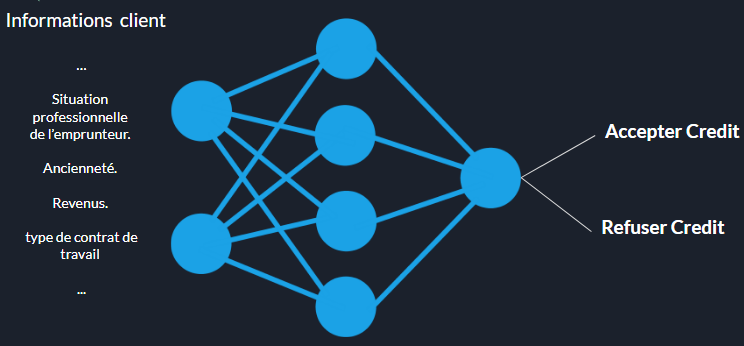 Informations client
...
Situation
professionnelle
de l'emprunteur.
Ancienneté.
Revenus.
type de contrat de
travail
...
Accepter Credit
Refuser Credit